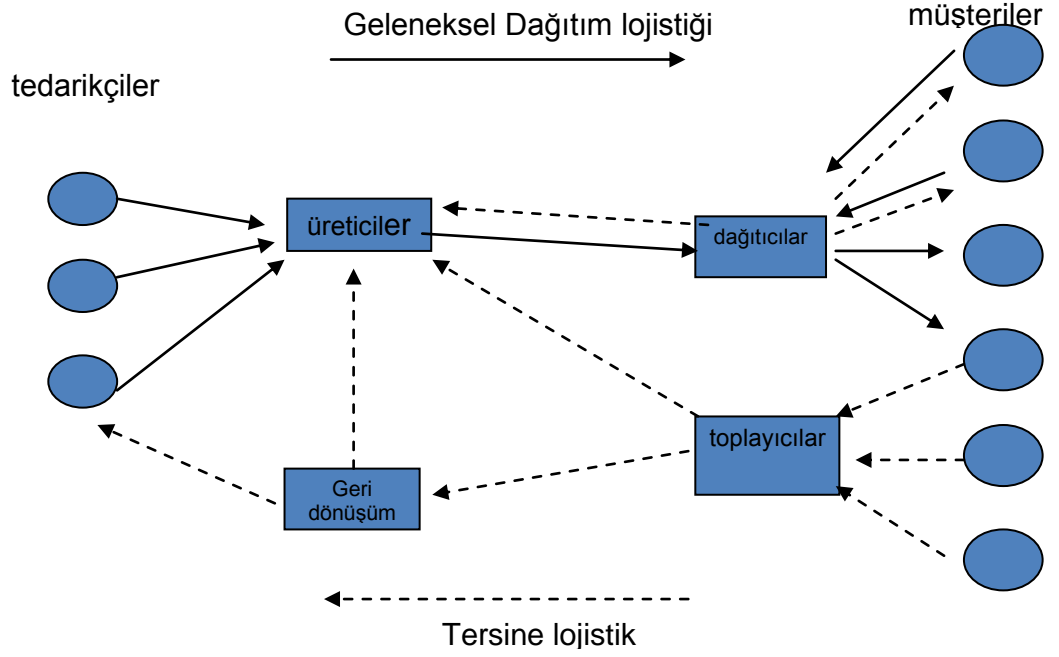 Geleneksel Dağıtım lojistiği
müşteriler
tedarikçiler
üreticiler
dağıtıcılar
toplayıcılar
Geri
dönüşüm
Tersine lojistik